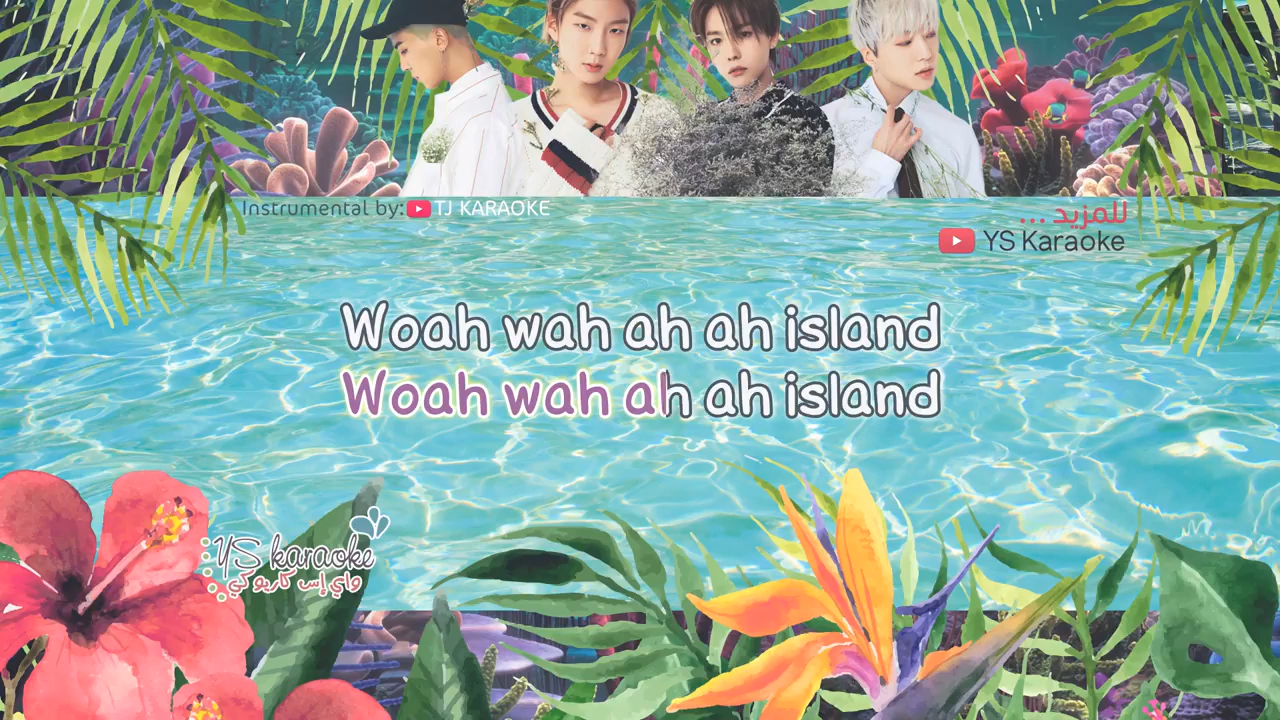 Instrumental by: TJ KARAOKE
للمزيد ...
YS Karaoke
Woah wah ah ah island
Woah wah ah ah island
YS karaoke
واي إس كاريوكي